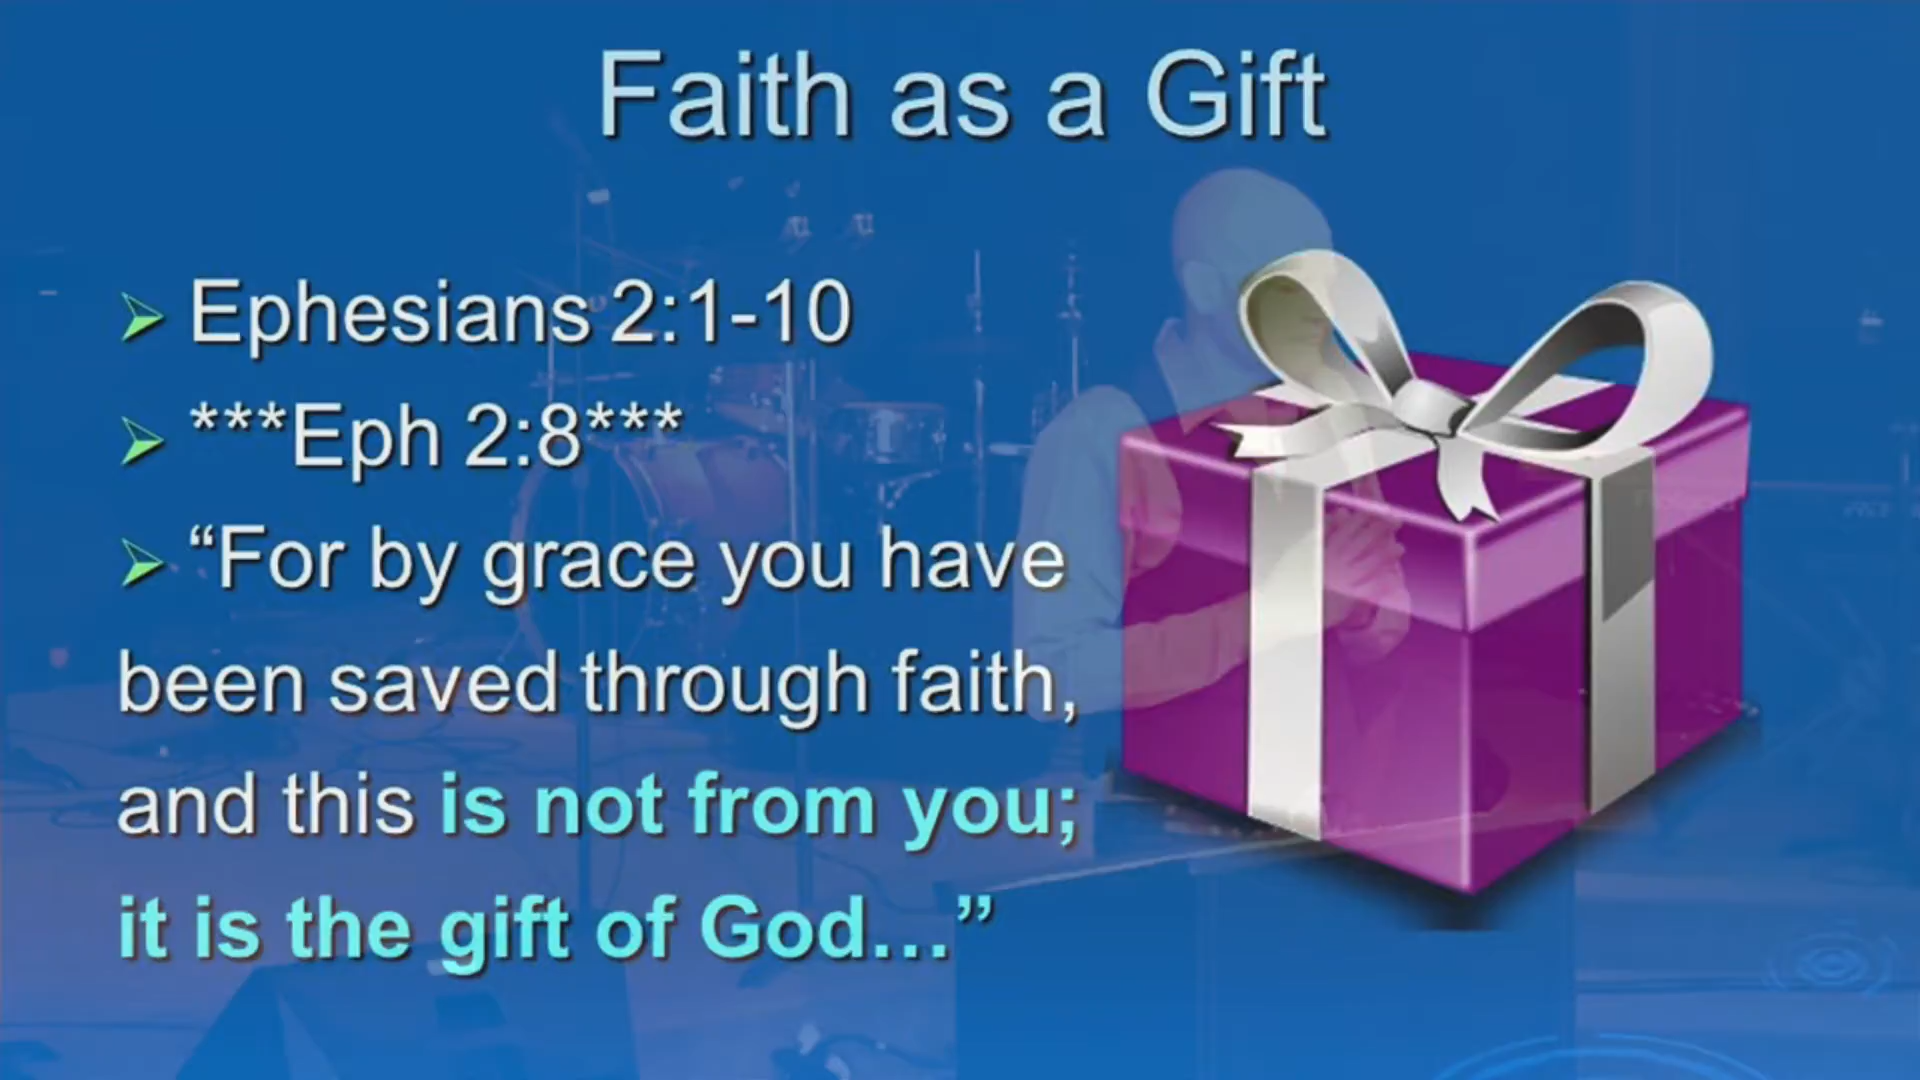 Faith as a Gift
Ephesians 2:1-10
***Eph 2:8***
“For by grace you have
been saved through faith,
and this is not from you;
it is the gift of God…”